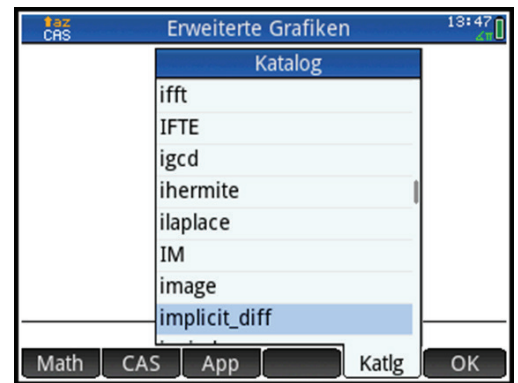 taz
CAS
Erweiterte Grafiken
13:47
∠π
Katalog
ifft
IFTE
igcd
ihermite
ilaplace
IM
image
implicit_diff
Math
CAS
App
Katlg
OK